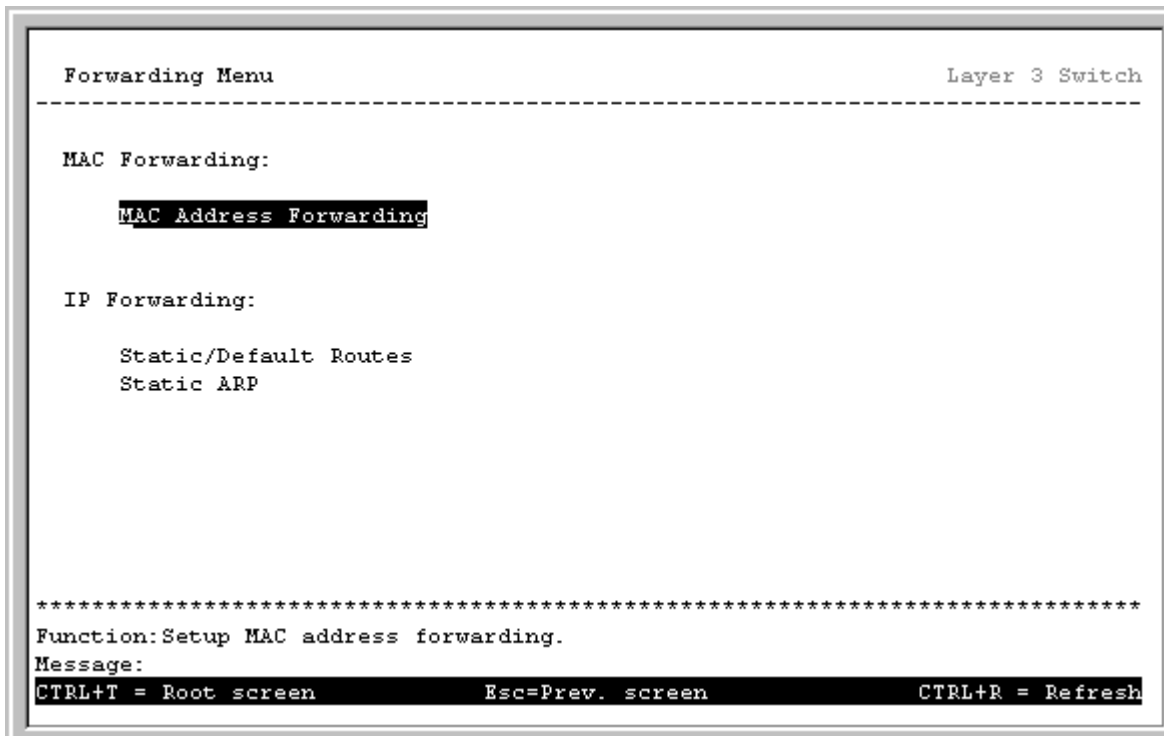 Forwarding Menu Layer 3 Switch
--------------------------------------------------------------------------------
MAC Forwarding:
MAC Address Forwarding
IP Forwarding:
Static/Default Routes
Static ARP
********************************************************************************
Function:Setup MAC address forwarding.
Message:
CTRL+T = Root screen Esc=Prev. screen CTRL+R = Refresh